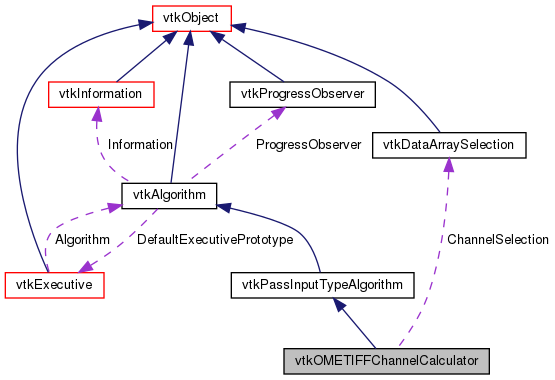 vtkObject
vtkInformation
vtkProgressObserver
Information
ProgressObserver
vtkDataArraySelection
vtkAlgorithm
Algorithm
DefaultExecutivePrototype
ChannelSelection
vtkExecutive
vtkPassInputTypeAlgorithm
vtkOMETIFFChannelCalculator